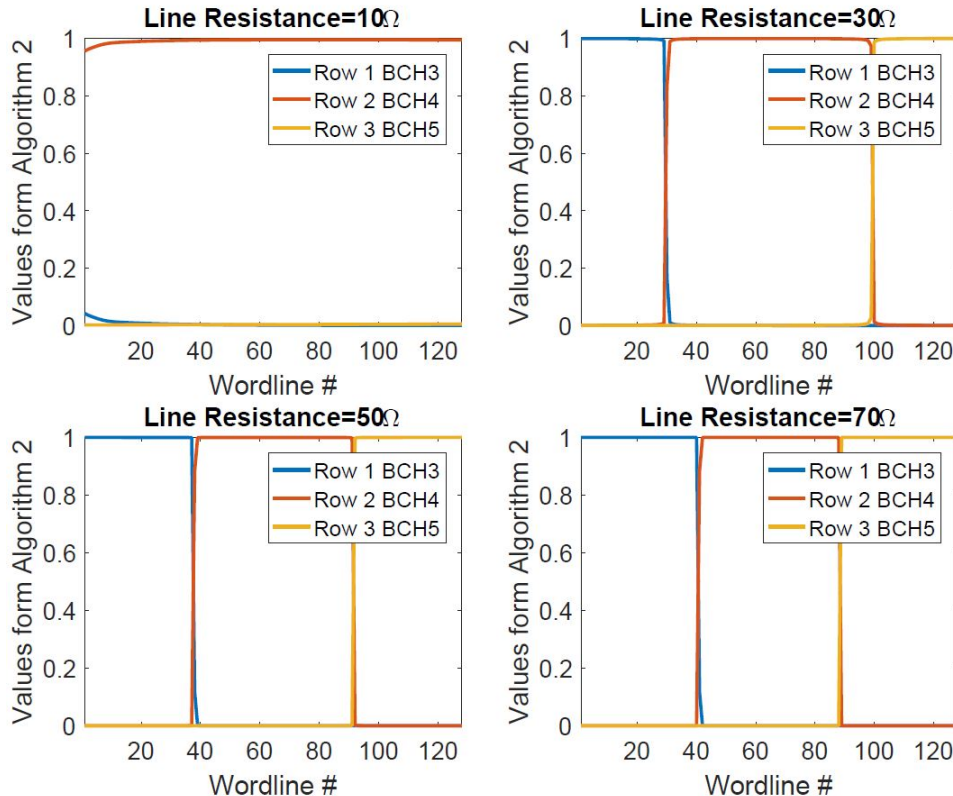 Line Resistance=10Ω
Values form Algorithm 2
1
0.8
0.6
0.4
0.2
0
Row 1 BCH3
Row 2 BCH4
Row 3 BCH5
20 40 60 80 100 120
Wordline #
Line Resistance=30Ω
Values form Algorithm 2
1
0.8
0.6
0.4
0.2
0
Row 1 BCH3
Row 2 BCH4
Row 3 BCH5
20 40 60 80 100 120
Wordline #
Line Resistance=50Ω
Values form Algorithm 2
1
0.8
0.6
0.4
0.2
0
Row 1 BCH3
Row 2 BCH4
Row 3 BCH5
20 40 60 80 100 120
Wordline #
Line Resistance=70Ω
Values form Algorithm 2
1
0.8
0.6
0.4
0.2
0
Row 1 BCH3
Row 2 BCH4
Row 3 BCH5
20 40 60 80 100 120
Wordline #